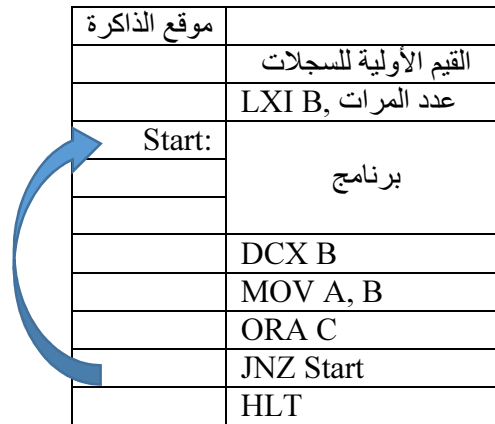 موقع الذاكرة
القيم الأولية للسجلات
LXI B, عدد المرات
Start:
برنامج
DCX B
MOV A, B
ORA C
JNZ Start
HLT